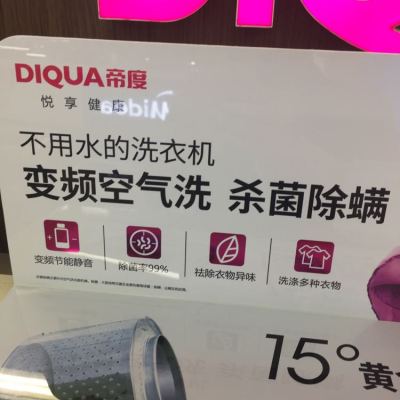 DIQUA帝度
悦享健康
Midea
不用水的洗衣机
变频空气洗 杀菌除螨
变频节能静音
除菌率99%
祛除衣物异味
洗涤多种衣物
15°黄